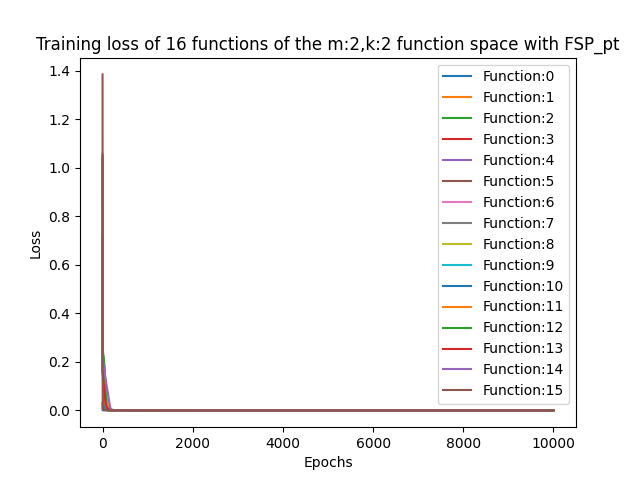 Training loss of 16 functions of the m:2,k:2 function space with FSP_pt
1.4
1.2
1.0
0.8
0.6
0.4
0.2
0.0
Loss
Function:0
Function:1
Function:2
Function:3
Function:4
Function:5
Function:6
Function:7
Function:8
Function:9
Function:10
Function:11
Function:12
Function:13
Function:14
Function:15
0 2000 4000 6000 8000 10000
Epochs